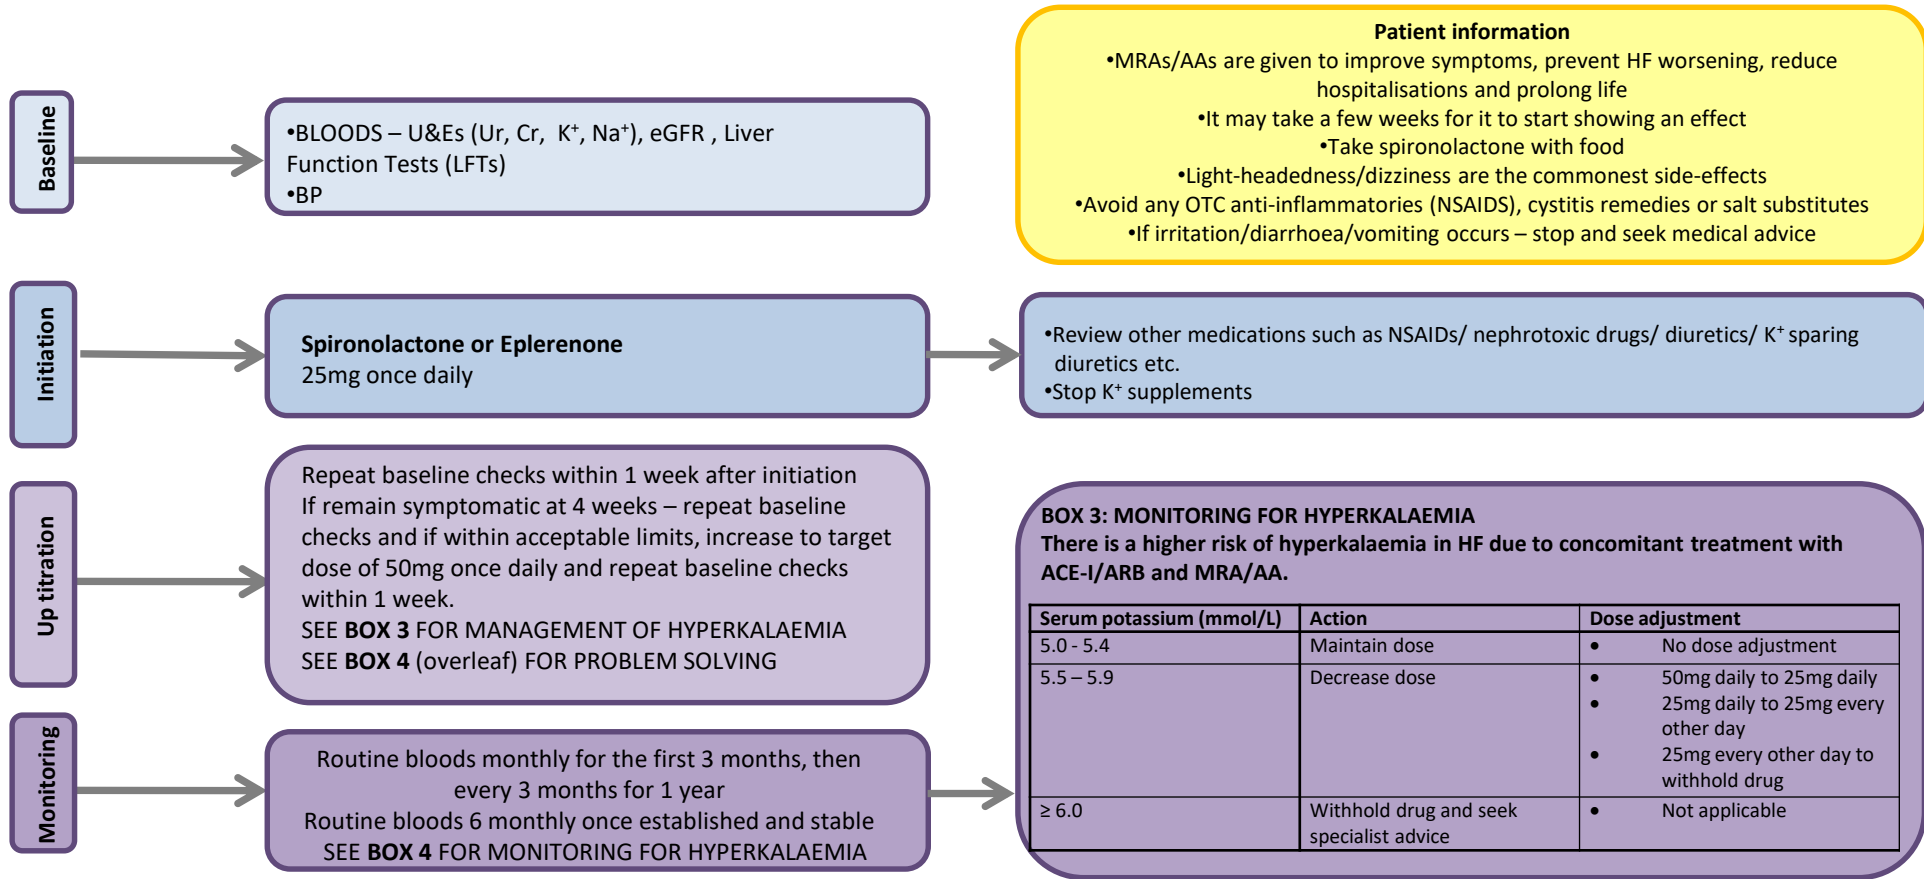 Patient information
•MRAs/AAs are given to improve symptoms, prevent HF worsening, reduce
hospitalisations and prolong life
•It may take a few weeks for it to start showing an effect
•Take spironolactone with food
•Light-headedness/dizziness are the commonest side-effects
•Avoid any OTC anti-inflammatories (NSAIDS), cystitis remedies or salt substitutes
•If irritation/diarrhoea/vomiting occurs – stop and seek medical advice
Baseline
•BLOODS – U&Es (Ur, Cr, K⁺, Na⁺), eGFR , Liver
Function Tests (LFTs)
•BP
Initiation
Spironolactone or Eplerenone
25mg once daily
•Review other medications such as NSAIDs/ nephrotoxic drugs/ diuretics/ K⁺ sparing
diuretics etc.
•Stop K⁺ supplements
Up titration
Repeat baseline checks within 1 week after initiation
If remain symptomatic at 4 weeks – repeat baseline
checks and if within acceptable limits, increase to target
dose of 50mg once daily and repeat baseline checks
within 1 week.
SEE BOX 3 FOR MANAGEMENT OF HYPERKALAEMIA
SEE BOX 4 (overleaf) FOR PROBLEM SOLVING
Monitoring
Routine bloods monthly for the first 3 months, then
every 3 months for 1 year
Routine bloods 6 monthly once established and stable
SEE BOX 4 FOR MONITORING FOR HYPERKALAEMIA
BOX 3: MONITORING FOR HYPERKALAEMIA
There is a higher risk of hyperkalaemia in HF due to concomitant treatment with
ACE-I/ARB and MRA/AA.
Serum potassium (mmol/L) Action Dose adjustment
5.0 - 5.4 Maintain dose • No dose adjustment
5.5 – 5.9 Decrease dose • 50mg daily to 25mg daily
• 25mg daily to 25mg every
other day
• 25mg every other day to
withhold drug
≥ 6.0 Withhold drug and seek • Not applicable
specialist advice